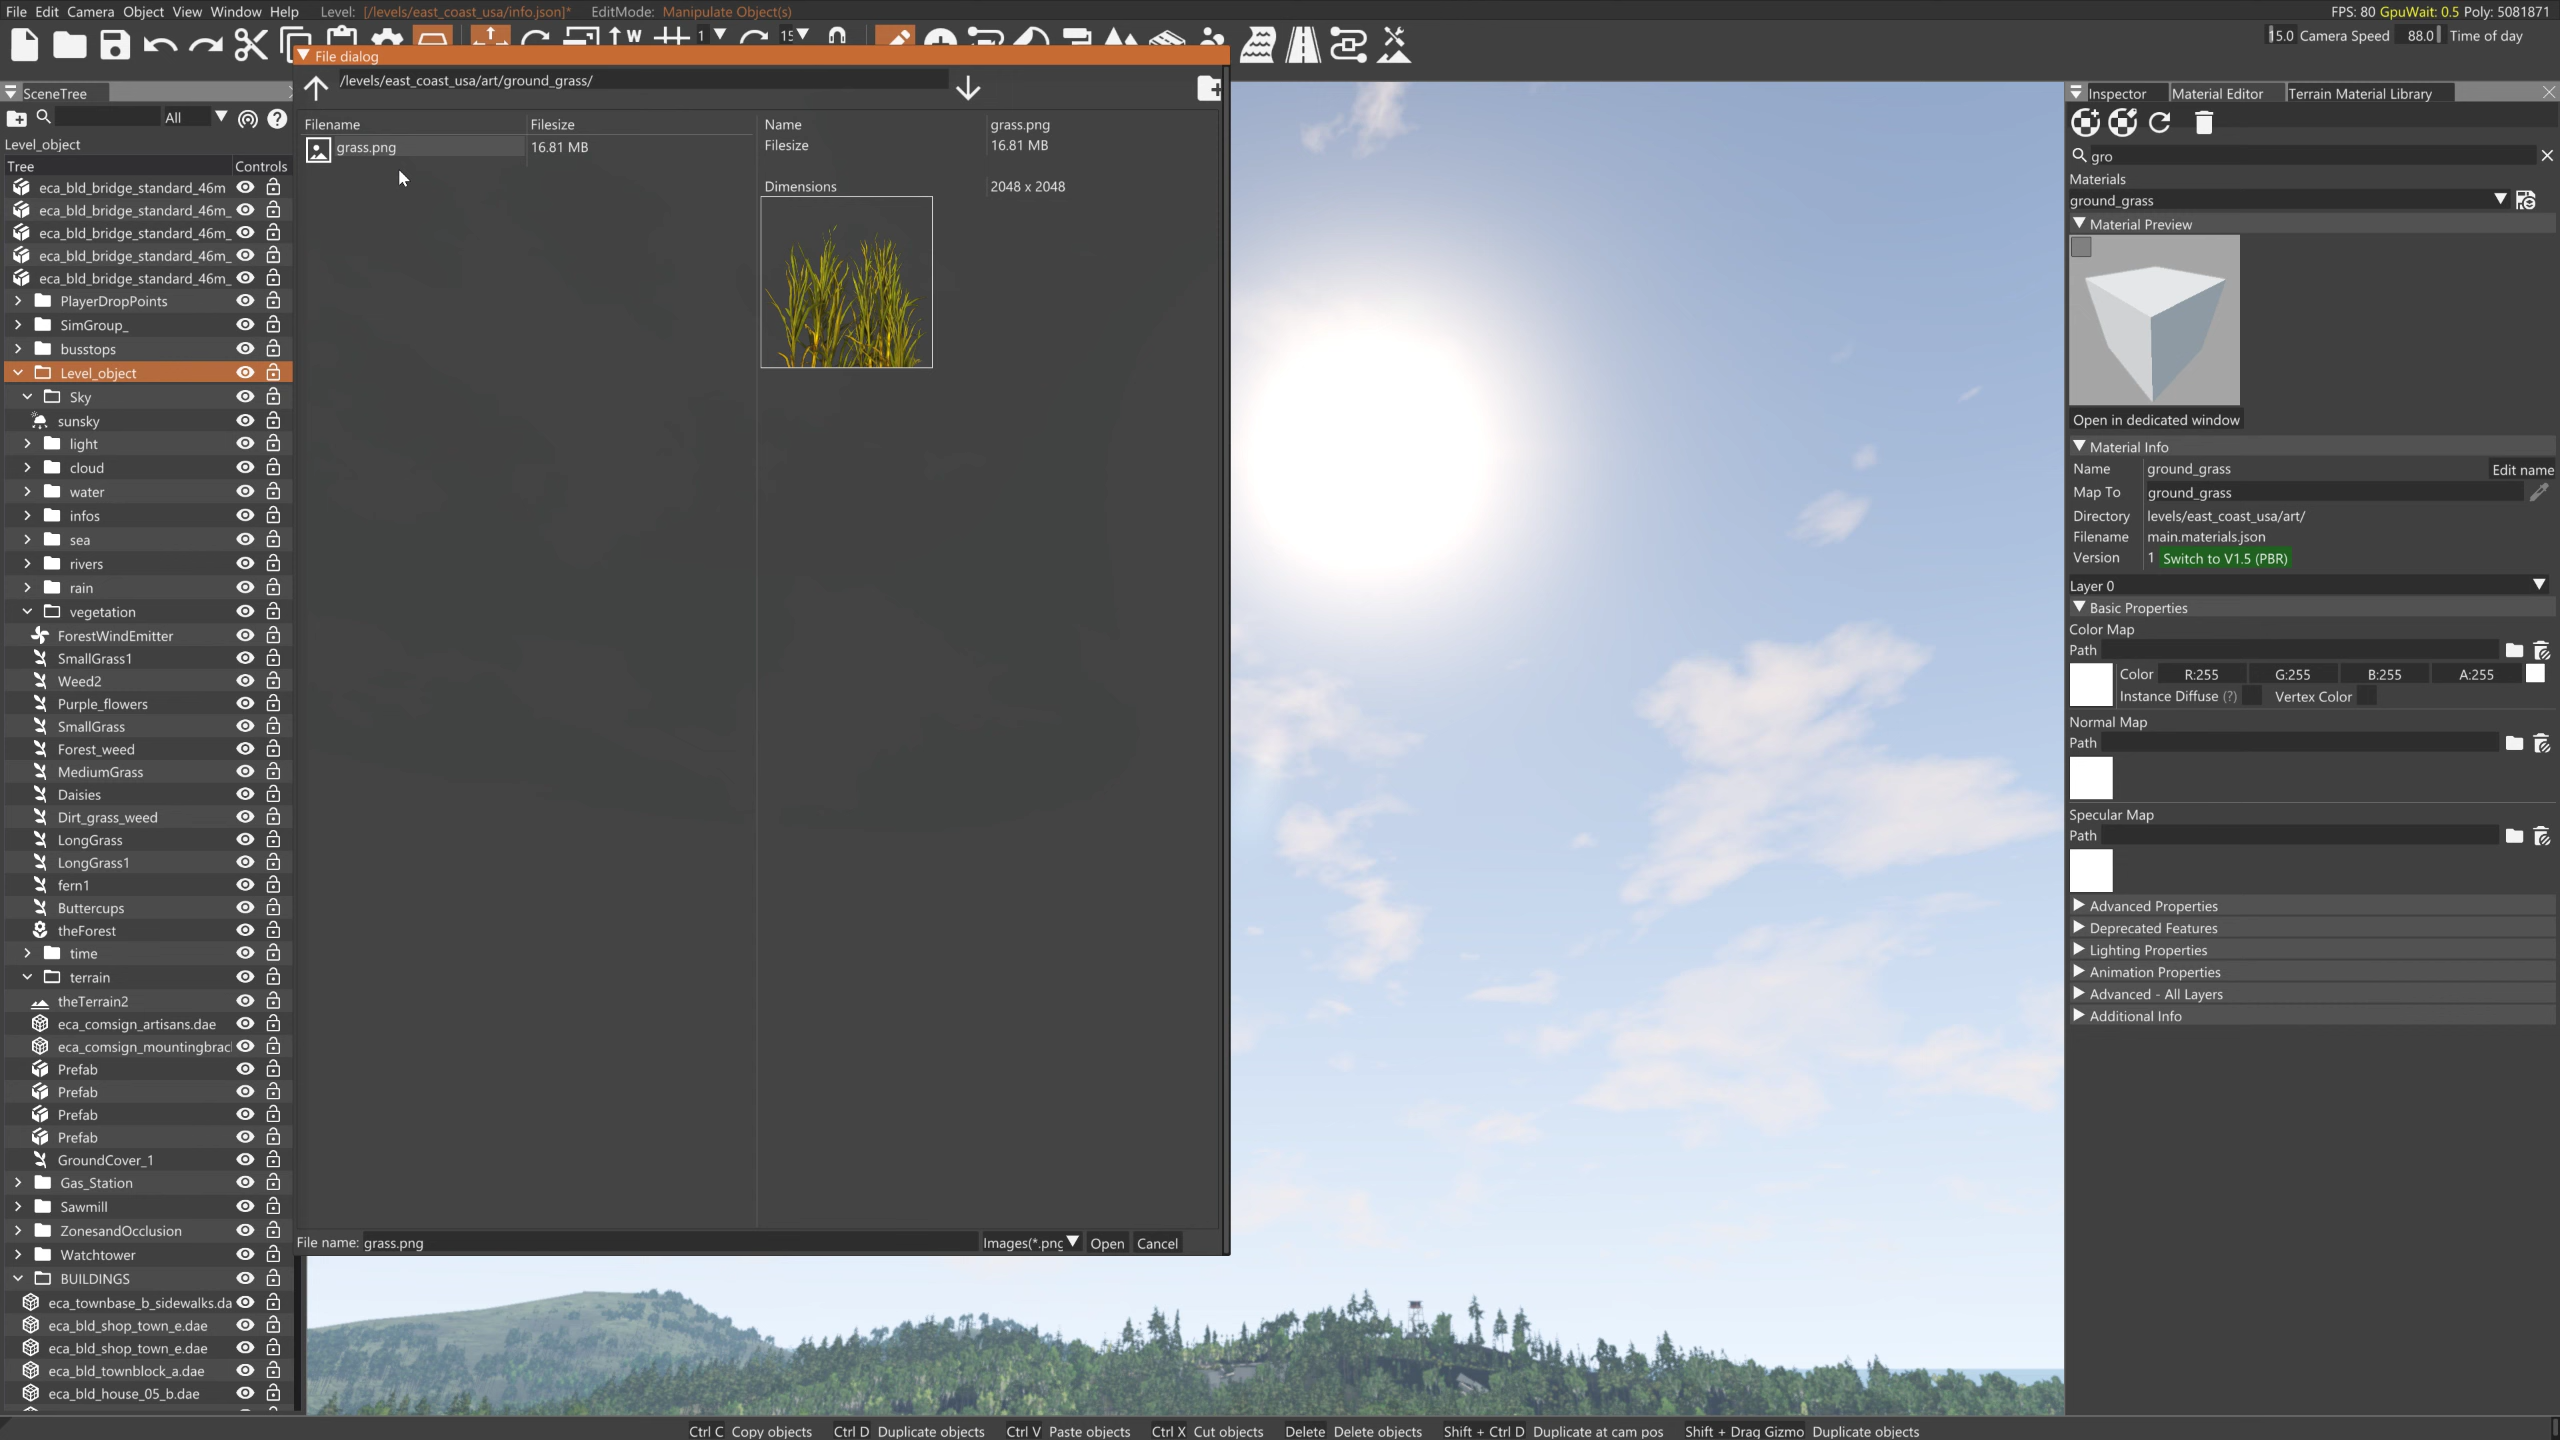 File Edit Camera Object View Window Help Level: [/levels/east_coast_usa/info.json]* EditMode: Manipulate Object(s) FPS: 80 GpuWait: 0.5 Poly: 5081871
W 1 15 15.0 Camera Speed 88.0 Time of day
File dialog
/levels/east_coast_usa/art/ground_grass/
Filename Filesize
grass.png 16.81 MB
Name grass.png
Filesize 16.81 MB
Dimensions 2048 x 2048
File name: grass.png Images(*.png Open Cancel
SceneTree
All
Level_object
Tree Controls
eca_bld_bridge_standard_46m
eca_bld_bridge_standard_46m_
eca_bld_bridge_standard_46m_
eca_bld_bridge_standard_46m_
eca_bld_bridge_standard_46m_
PlayerDropPoints
SimGroup_
busstops
Level_object
Sky
sunsky
light
cloud
water
infos
sea
rivers
rain
vegetation
ForestWindEmitter
SmallGrass1
Weed2
Purple_flowers
SmallGrass
Forest_weed
MediumGrass
Daisies
Dirt_grass_weed
LongGrass
LongGrass1
fern1
Buttercups
theForest
time
terrain
theTerrain2
eca_comsign_artisans.dae
eca_comsign_mountingbrac
Prefab
Prefab
Prefab
Prefab
GroundCover_1
Gas_Station
Sawmill
ZonesandOcclusion
Watchtower
BUILDINGS
eca_townbase_b_sidewalks.da
eca_bld_shop_town_e.dae
eca_bld_shop_town_e.dae
eca_bld_townblock_a.dae
eca_bld_house_05_b.dae
Inspector Material Editor Terrain Material Library
gro
Materials
ground_grass
Material Preview
Open in dedicated window
Material Info
Name ground_grass Edit name
Map To ground_grass
Directory levels/east_coast_usa/art/
Filename main.materials.json
Version 1 Switch to V1.5 (PBR)
Layer 0
Basic Properties
Color Map
Path
Color R:255 G:255 B:255 A:255
Instance Diffuse (?) Vertex Color
Normal Map
Path
Specular Map
Path
Advanced Properties
Deprecated Features
Lighting Properties
Animation Properties
Advanced - All Layers
Additional Info
Ctrl C Copy objects Ctrl D Duplicate objects Ctrl V Paste objects Ctrl X Cut objects Delete Delete objects Shift + Ctrl D Duplicate at cam pos Shift + Drag Gizmo Duplicate objects